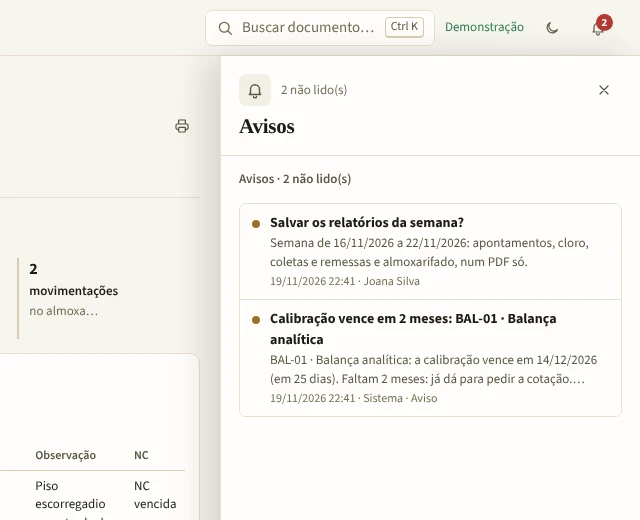 Buscar documento… Ctrl K Demonstração 2
2 não lido(s)
Avisos
Avisos · 2 não lido(s)
Salvar os relatórios da semana?
Semana de 16/11/2026 a 22/11/2026: apontamentos, cloro,
coletas e remessas e almoxarifado, num PDF só.
19/11/2026 22:41 · Joana Silva
Calibração vence em 2 meses: BAL-01 · Balança
analítica
BAL-01 · Balança analítica: a calibração vence em 14/12/2026
(em 25 dias). Faltam 2 meses: já dá para pedir a cotação.…
19/11/2026 22:41 · Sistema · Aviso
2
movimentações
no almoxa…
Observação NC
Piso NC
escorregadio vencida